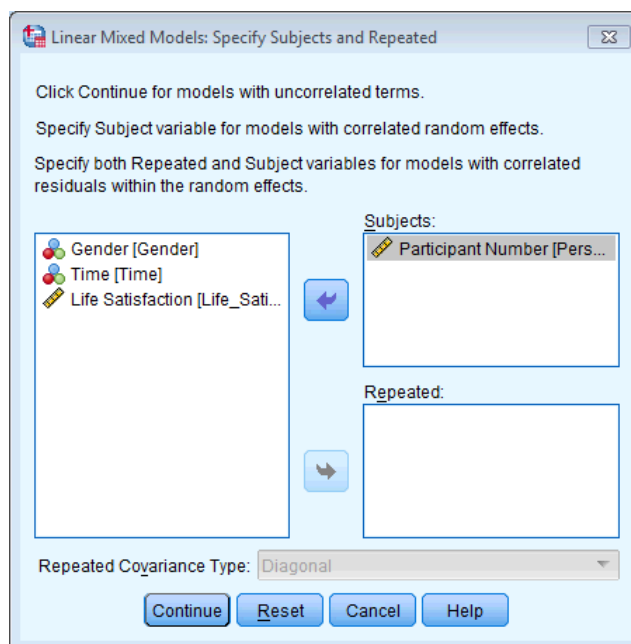 Linear Mixed Models: Specify Subjects and Repeated
Click Continue for models with uncorrelated terms.
Specify Subject variable for models with correlated random effects.
Specify both Repeated and Subject variables for models with correlated
residuals within the random effects.
Subjects:
Gender [Gender]
Time [Time]
Life Satisfaction [Life_Sati...
Participant Number [Pers...
Repeated:
Repeated Covariance Type: Diagonal
Continue Reset Cancel Help